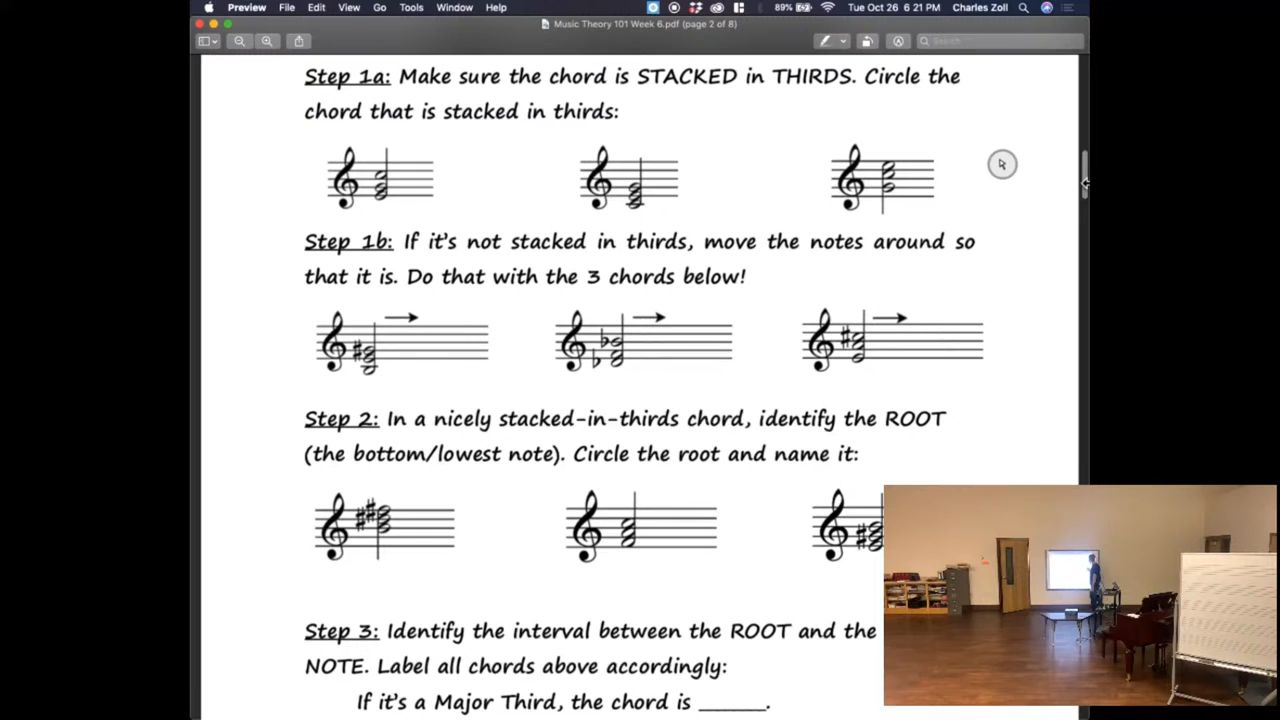 Preview File Edit View Go Tools Window Help 89% Tue Oct 26 6:21 PM Charles Zoll
Music Theory 101 Week 6.pdf (page 2 of 8)
Search
Step 1a: Make sure the chord is STACKED in THIRDS. Circle the
chord that is stacked in thirds:
Step 1b: If it's not stacked in thirds, move the notes around so
that it is. Do that with the 3 chords below!
Step 2: In a nicely stacked-in-thirds chord, identify the ROOT
(the bottom/lowest note). Circle the root and name it:
Step 3: Identify the interval between the ROOT and the
NOTE. Label all chords above accordingly:
If it's a Major Third, the chord is ______.